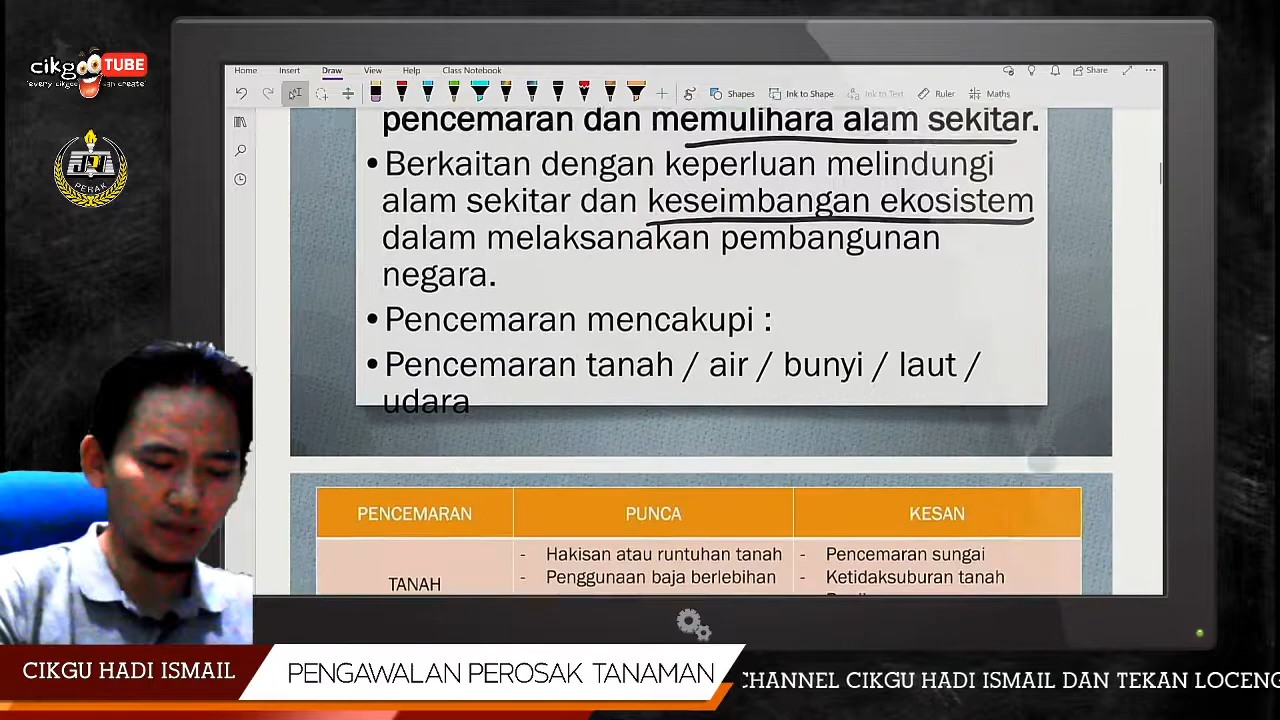 cikgooTUBE
Home Insert Draw View Help Class Notebook Share
Shapes Ink to Shape Ink to Text Ruler Maths
PERAK
pencemaran dan memulihara alam sekitar.
•Berkaitan dengan keperluan melindungi
alam sekitar dan keseimbangan ekosistem
dalam melaksanakan pembangunan
negara.
•Pencemaran mencakupi :
•Pencemaran tanah / air / bunyi / laut /
udara
PENCEMARAN PUNCA KESAN
TANAH
- Hakisan atau runtuhan tanah
- Penggunaan baja berlebihan
- Pencemaran sungai
- Ketidaksuburan tanah
CIKGU HADI ISMAIL
PENGAWALAN PEROSAK TANAMAN
CHANNEL CIKGU HADI ISMAIL DAN TEKAN LOCENG